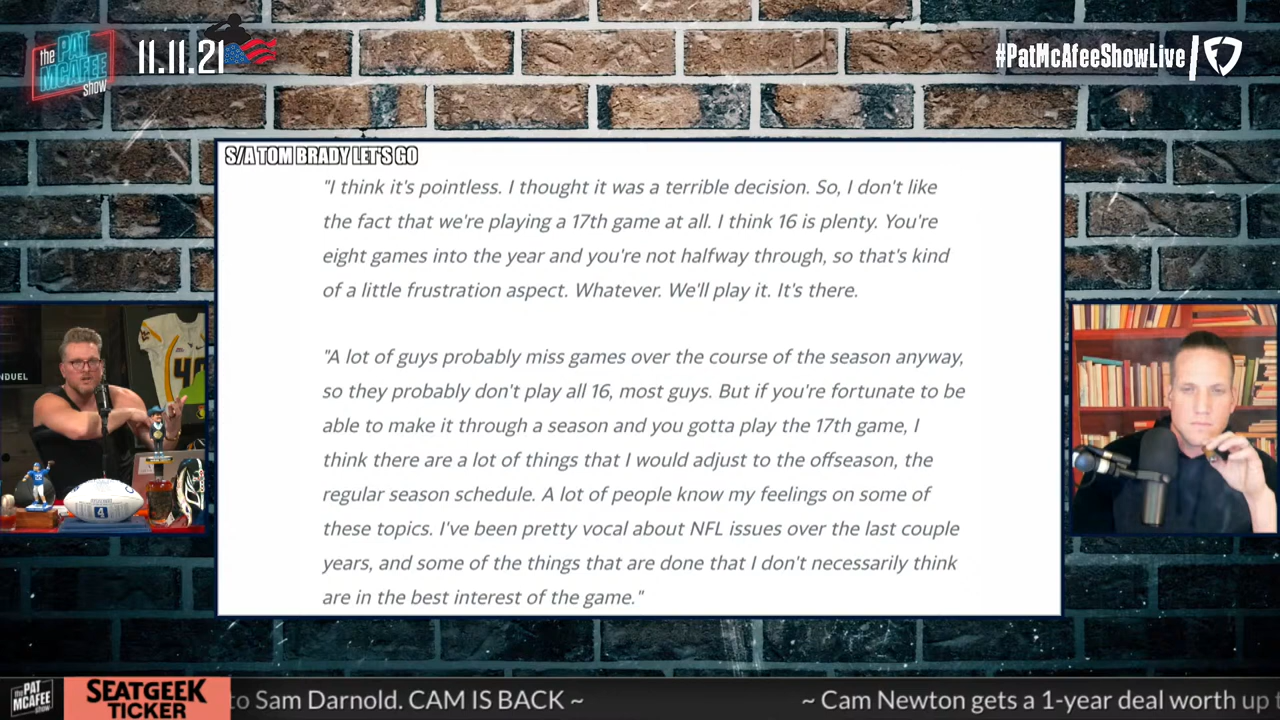 the PAT MCAFEE show
11.11.21
#PatMcAfeeShowLive
S/A TOM BRADY LET'S GO
"I think it's pointless. I thought it was a terrible decision. So, I don't like
the fact that we're playing a 17th game at all. I think 16 is plenty. You're
eight games into the year and you're not halfway through, so that's kind
of a little frustration aspect. Whatever. We'll play it. It's there.
"A lot of guys probably miss games over the course of the season anyway,
so they probably don't play all 16, most guys. But if you're fortunate to be
able to make it through a season and you gotta play the 17th game, I
think there are a lot of things that I would adjust to the offseason, the
regular season schedule. A lot of people know my feelings on some of
these topics. I've been pretty vocal about NFL issues over the last couple
years, and some of the things that are done that I don't necessarily think
are in the best interest of the game."
NDUEL
40
4
the PAT MCAFEE show
SEATGEEK
TICKER
to Sam Darnold. CAM IS BACK ~ ~ Cam Newton gets a 1-year deal worth up